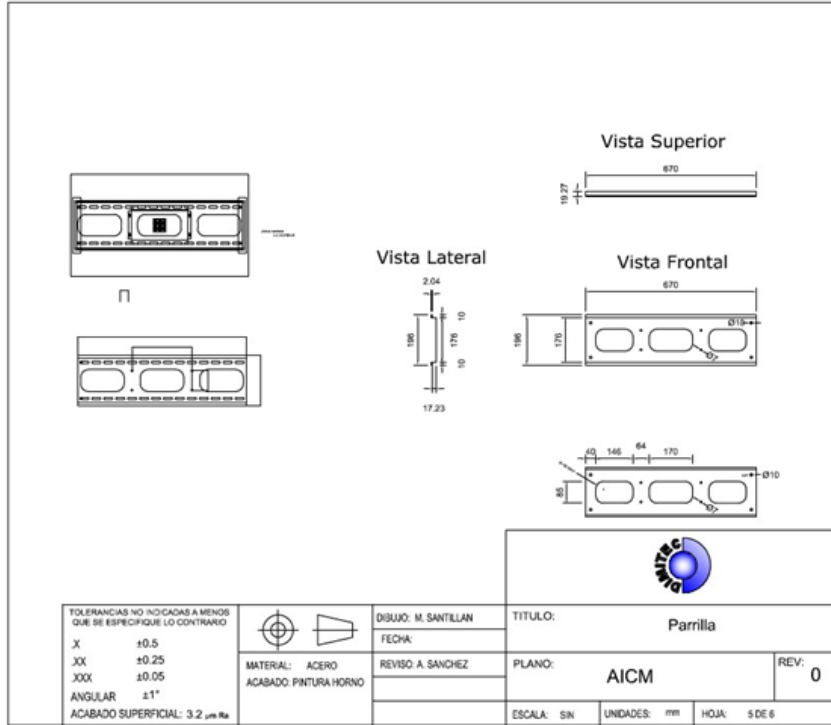 Vista Superior
670
19.27
Vista Lateral
2.04
10
196
176
10
17.23
Vista Frontal
670
196
176
Ø10
40
146
64
170
85
Ø10
DIMITEC
TOLERANCIAS NO INDICADAS A MENOS
QUE SE ESPECIFIQUE LO CONTRARIO
.X ±0.5
.XX ±0.25
.XXX ±0.05
ANGULAR ±1°
ACABADO SUPERFICIAL: 3.2 µm Ra
MATERIAL: ACERO
ACABADO: PINTURA HORNO
DIBUJO: M. SANTILLAN
FECHA:
REVISO: A. SANCHEZ
TITULO:
Parrilla
PLANO:
AICM
REV:
0
ESCALA: SIN
UNIDADES: mm
HOJA: 5 DE 6